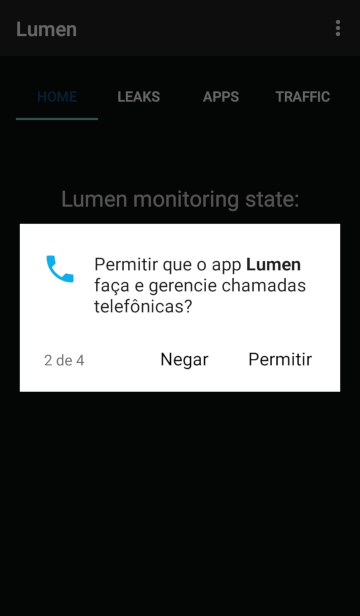 Lumen
HOME LEAKS APPS TRAFFIC
Lumen monitoring state:
Permitir que o app Lumen
faça e gerencie chamadas
telefônicas?
2 de 4 Negar Permitir